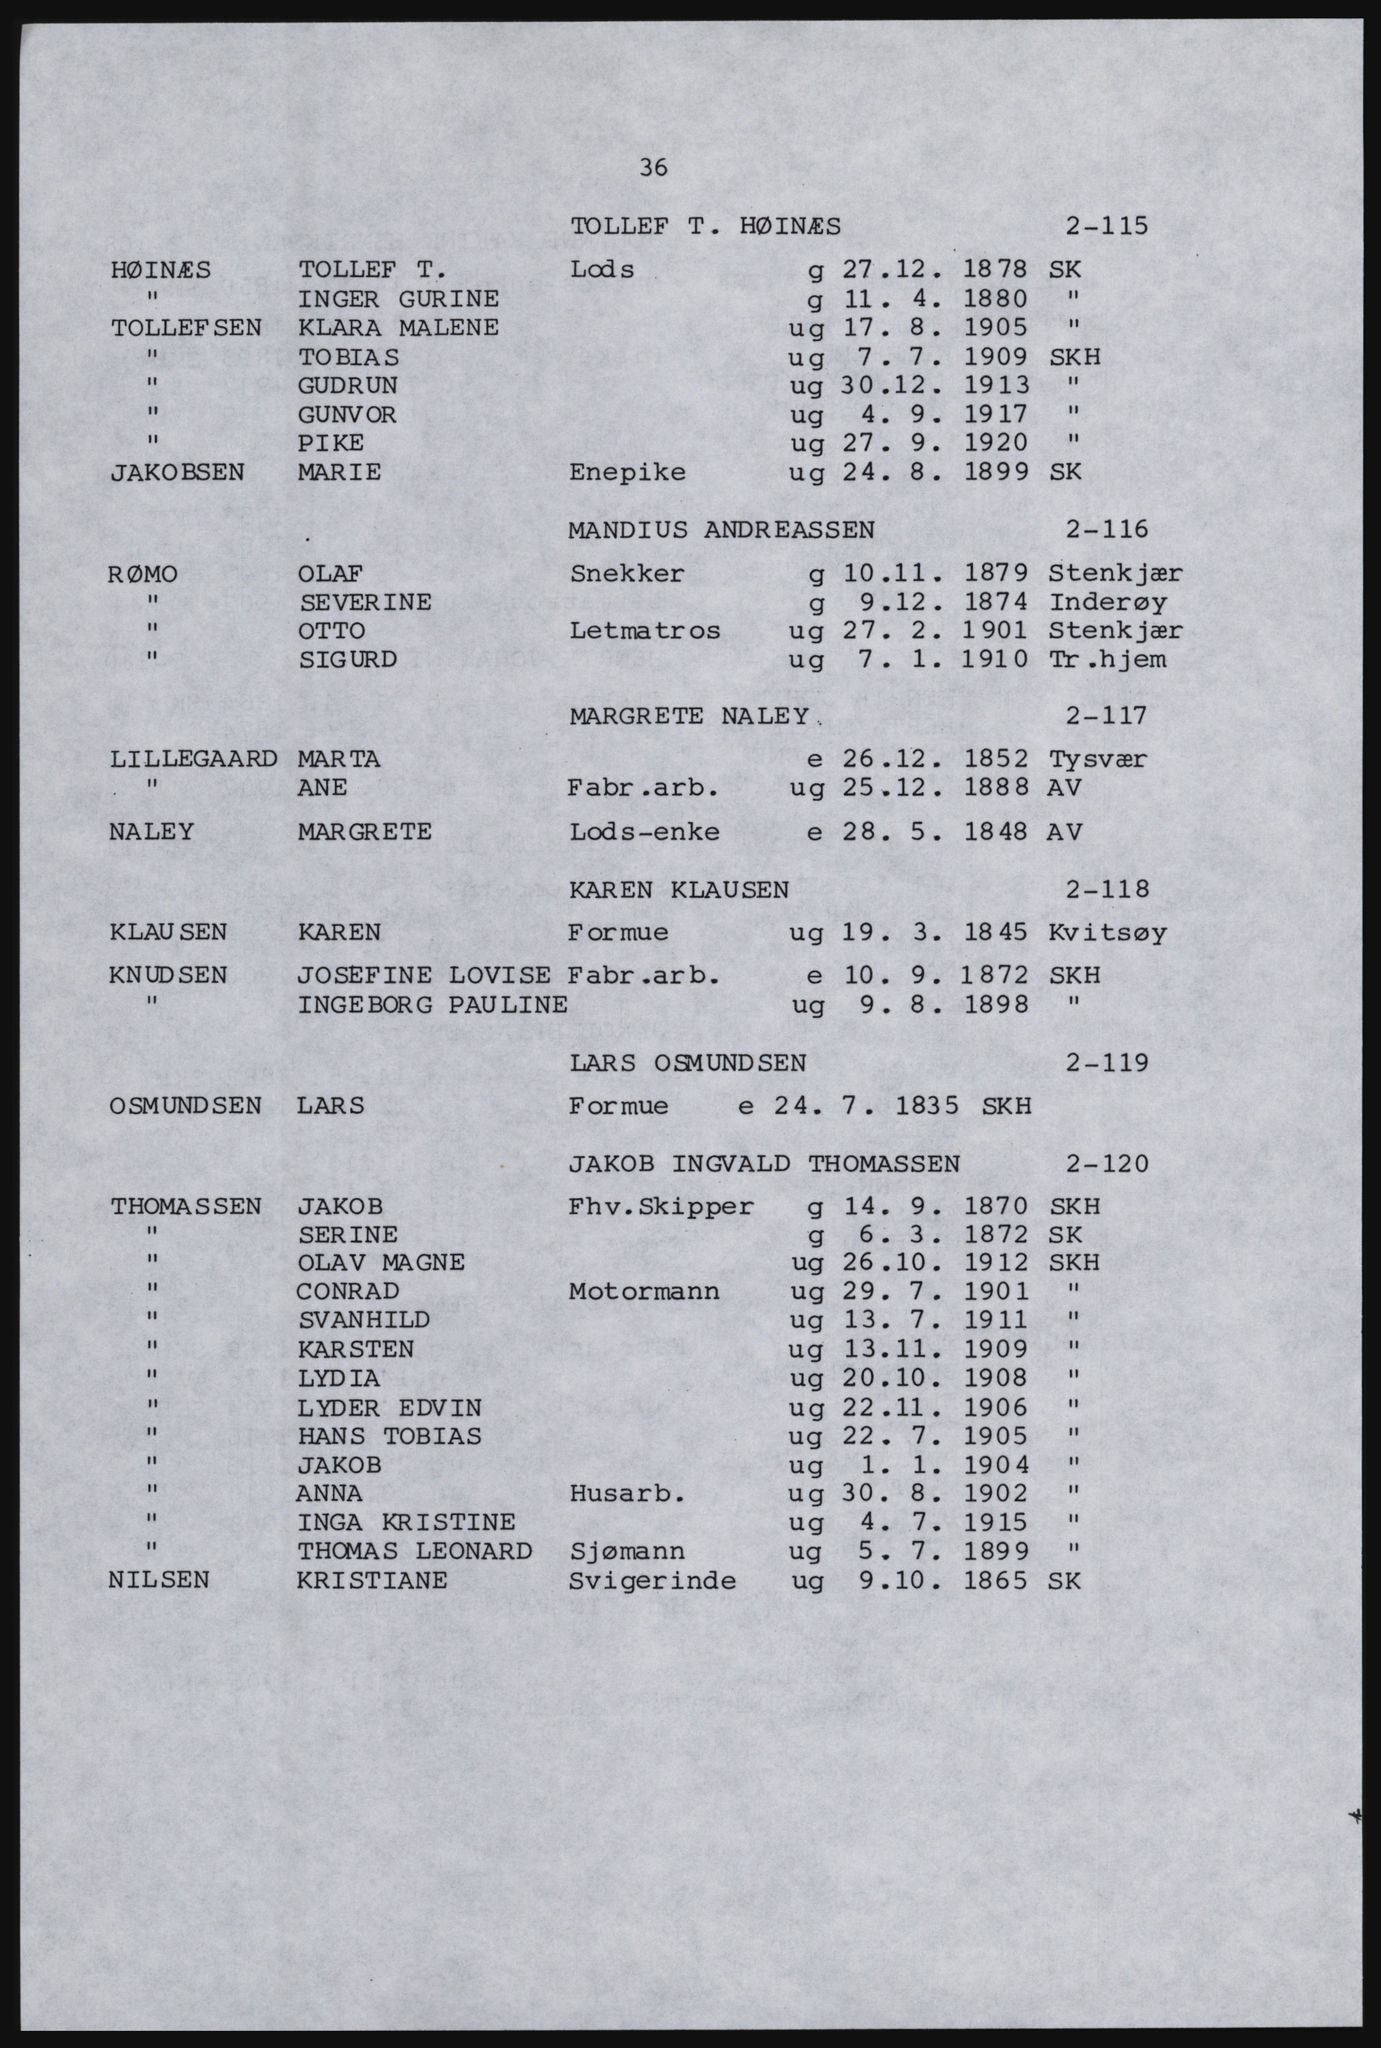 36
TOLLEF T. HØINÆS 2-115
HØINÆS TOLLEF T. Lods g 27.12. 1878 SK
" INGER GURINE g 11. 4. 1880 "
TOLLEFSEN KLARA MALENE ug 17. 8. 1905 "
" TOBIAS ug 7. 7. 1909 SKH
" GUDRUN ug 30.12. 1913 "
" GUNVOR ug 4. 9. 1917 "
" PIKE ug 27. 9. 1920 "
JAKOBSEN MARIE Enepike ug 24. 8. 1899 SK
MANDIUS ANDREASSEN 2-116
RØMO OLAF Snekker g 10.11. 1879 Stenkjær
" SEVERINE g 9.12. 1874 Inderøy
" OTTO Letmatros ug 27. 2. 1901 Stenkjær
" SIGURD ug 7. 1. 1910 Tr.hjem
MARGRETE NALEY. 2-117
LILLEGAARD MARTA e 26.12. 1852 Tysvær
" ANE Fabr.arb. ug 25.12. 1888 AV
NALEY MARGRETE Lods-enke e 28. 5. 1848 AV
KAREN KLAUSEN 2-118
KLAUSEN KAREN Formue ug 19. 3. 1845 Kvitsøy
KNUDSEN JOSEFINE LOVISE Fabr.arb. e 10. 9. 1872 SKH
" INGEBORG PAULINE ug 9. 8. 1898 "
LARS OSMUNDSEN 2-119
OSMUNDSEN LARS Formue e 24. 7. 1835 SKH
JAKOB INGVALD THOMASSEN 2-120
THOMASSEN JAKOB Fhv.Skipper g 14. 9. 1870 SKH
" SERINE g 6. 3. 1872 SK
" OLAV MAGNE ug 26.10. 1912 SKH
" CONRAD Motormann ug 29. 7. 1901 "
" SVANHILD ug 13. 7. 1911 "
" KARSTEN ug 13.11. 1909 "
" LYDIA ug 20.10. 1908 "
" LYDER EDVIN ug 22.11. 1906 "
" HANS TOBIAS ug 22. 7. 1905 "
" JAKOB ug 1. 1. 1904 "
" ANNA Husarb. ug 30. 8. 1902 "
" INGA KRISTINE ug 4. 7. 1915 "
" THOMAS LEONARD Sjømann ug 5. 7. 1899 "
NILSEN KRISTIANE Svigerinde ug 9.10. 1865 SK